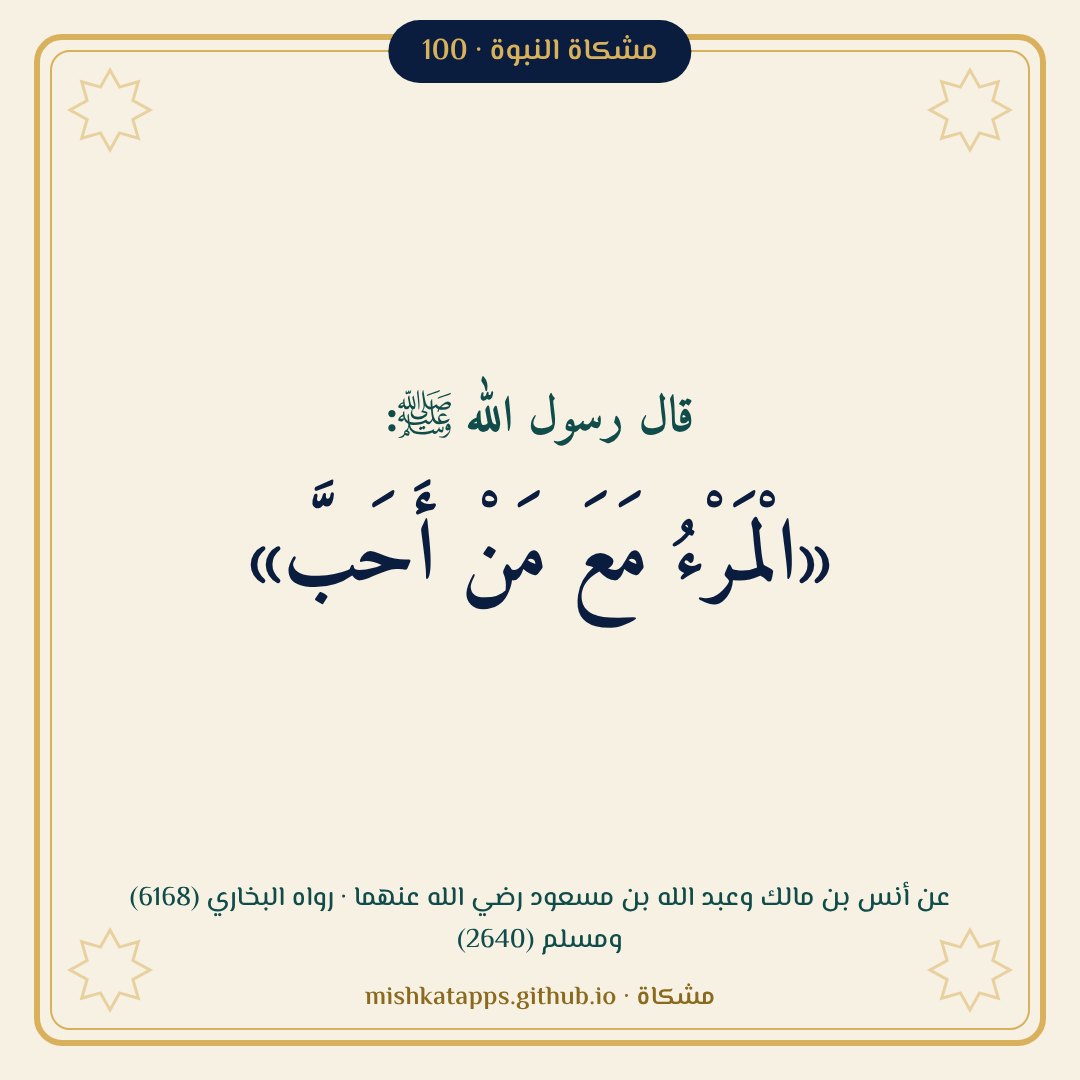 مشكاة النبوة · 100
قال رسول الله ﷺ:
«الْمَرْءُ مَعَ مَنْ أَحَبَّ»
عن أنس بن مالك وعبد الله بن مسعود رضي الله عنهما · رواه البخاري (6168)
ومسلم (2640)
مشكاة · mishkatapps.github.io